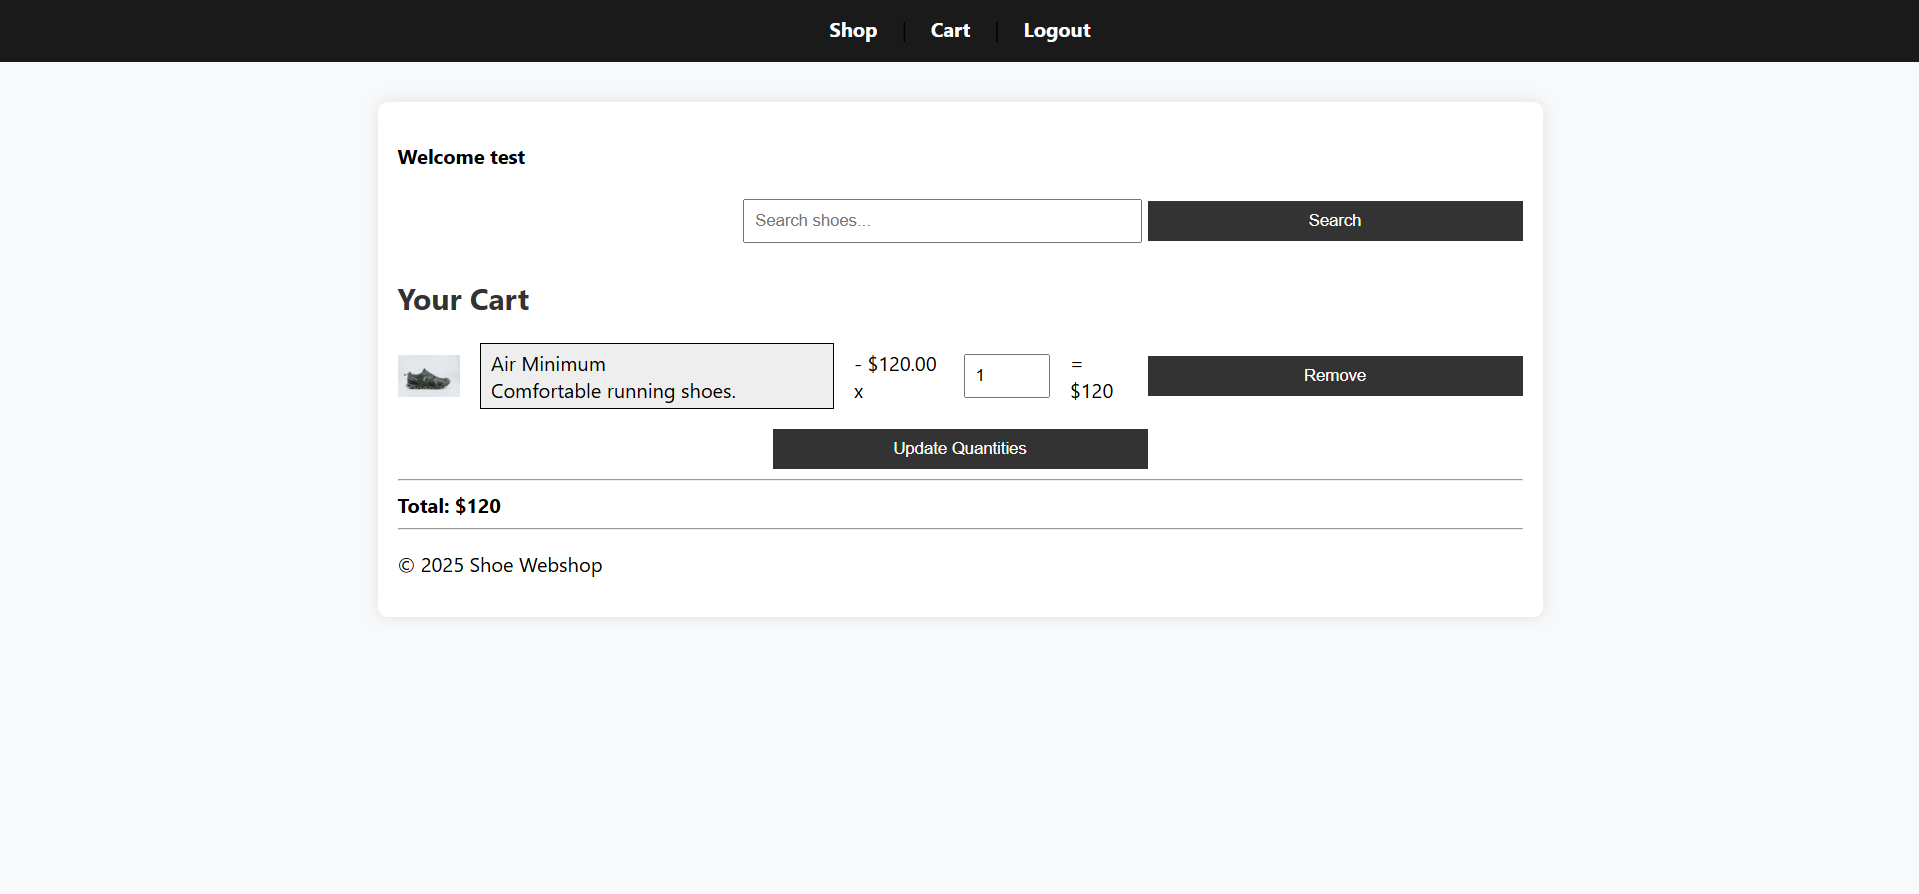 Shop | Cart | Logout
Welcome test
Search shoes... Search
Your Cart
Air Minimum
Comfortable running shoes.
- $120.00
x
1
=
$120
Remove
Update Quantities
Total: $120
© 2025 Shoe Webshop